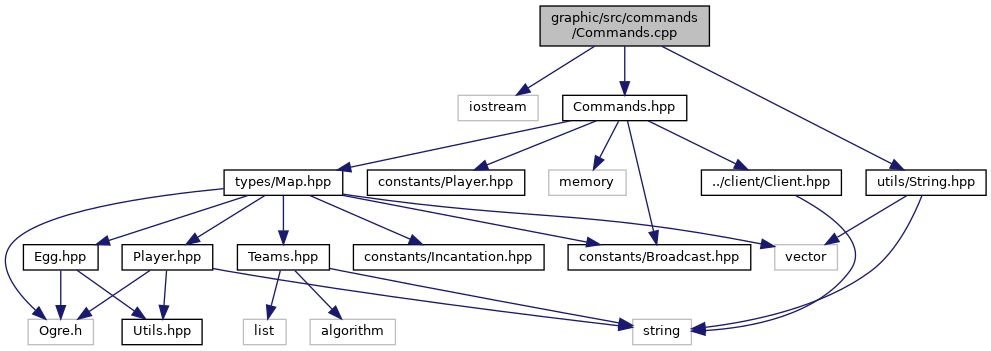 graphic/src/commands
/Commands.cpp
iostream
Commands.hpp
types/Map.hpp
constants/Player.hpp
memory
../client/Client.hpp
utils/String.hpp
Egg.hpp
Player.hpp
Teams.hpp
constants/Incantation.hpp
constants/Broadcast.hpp
vector
Ogre.h
Utils.hpp
list
algorithm
string